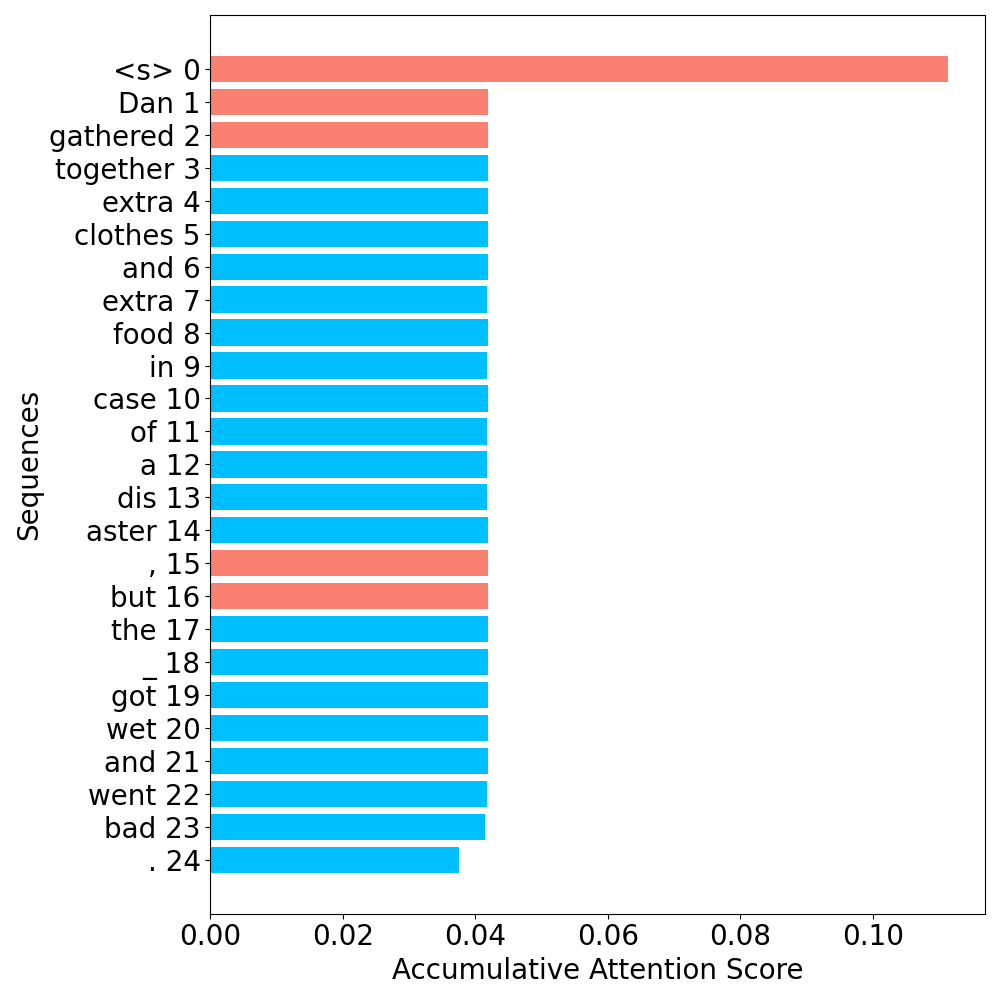 <s> 0
Dan 1
gathered 2
together 3
extra 4
clothes 5
and 6
extra 7
food 8
in 9
case 10
of 11
a 12
dis 13
aster 14
, 15
but 16
the 17
_ 18
got 19
wet 20
and 21
went 22
bad 23
. 24
Sequences
0.00 0.02 0.04 0.06 0.08 0.10
Accumulative Attention Score